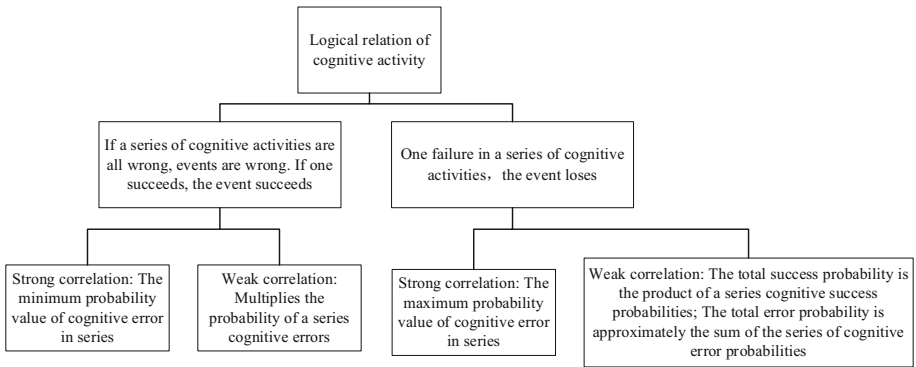 Logical relation of
cognitive activity
If a series of cognitive activities are
all wrong, events are wrong. If one
succeeds, the event succeeds
One failure in a series of cognitive
activities，the event loses
Strong correlation: The
minimum probability
value of cognitive error
in series
Weak correlation:
Multiplies the
probability of a series
cognitive errors
Strong correlation: The
maximum probability
value of cognitive error in
series
Weak correlation: The total success probability is
the product of a series cognitive success
probabilities; The total error probability is
approximately the sum of the series of cognitive
error probabilities